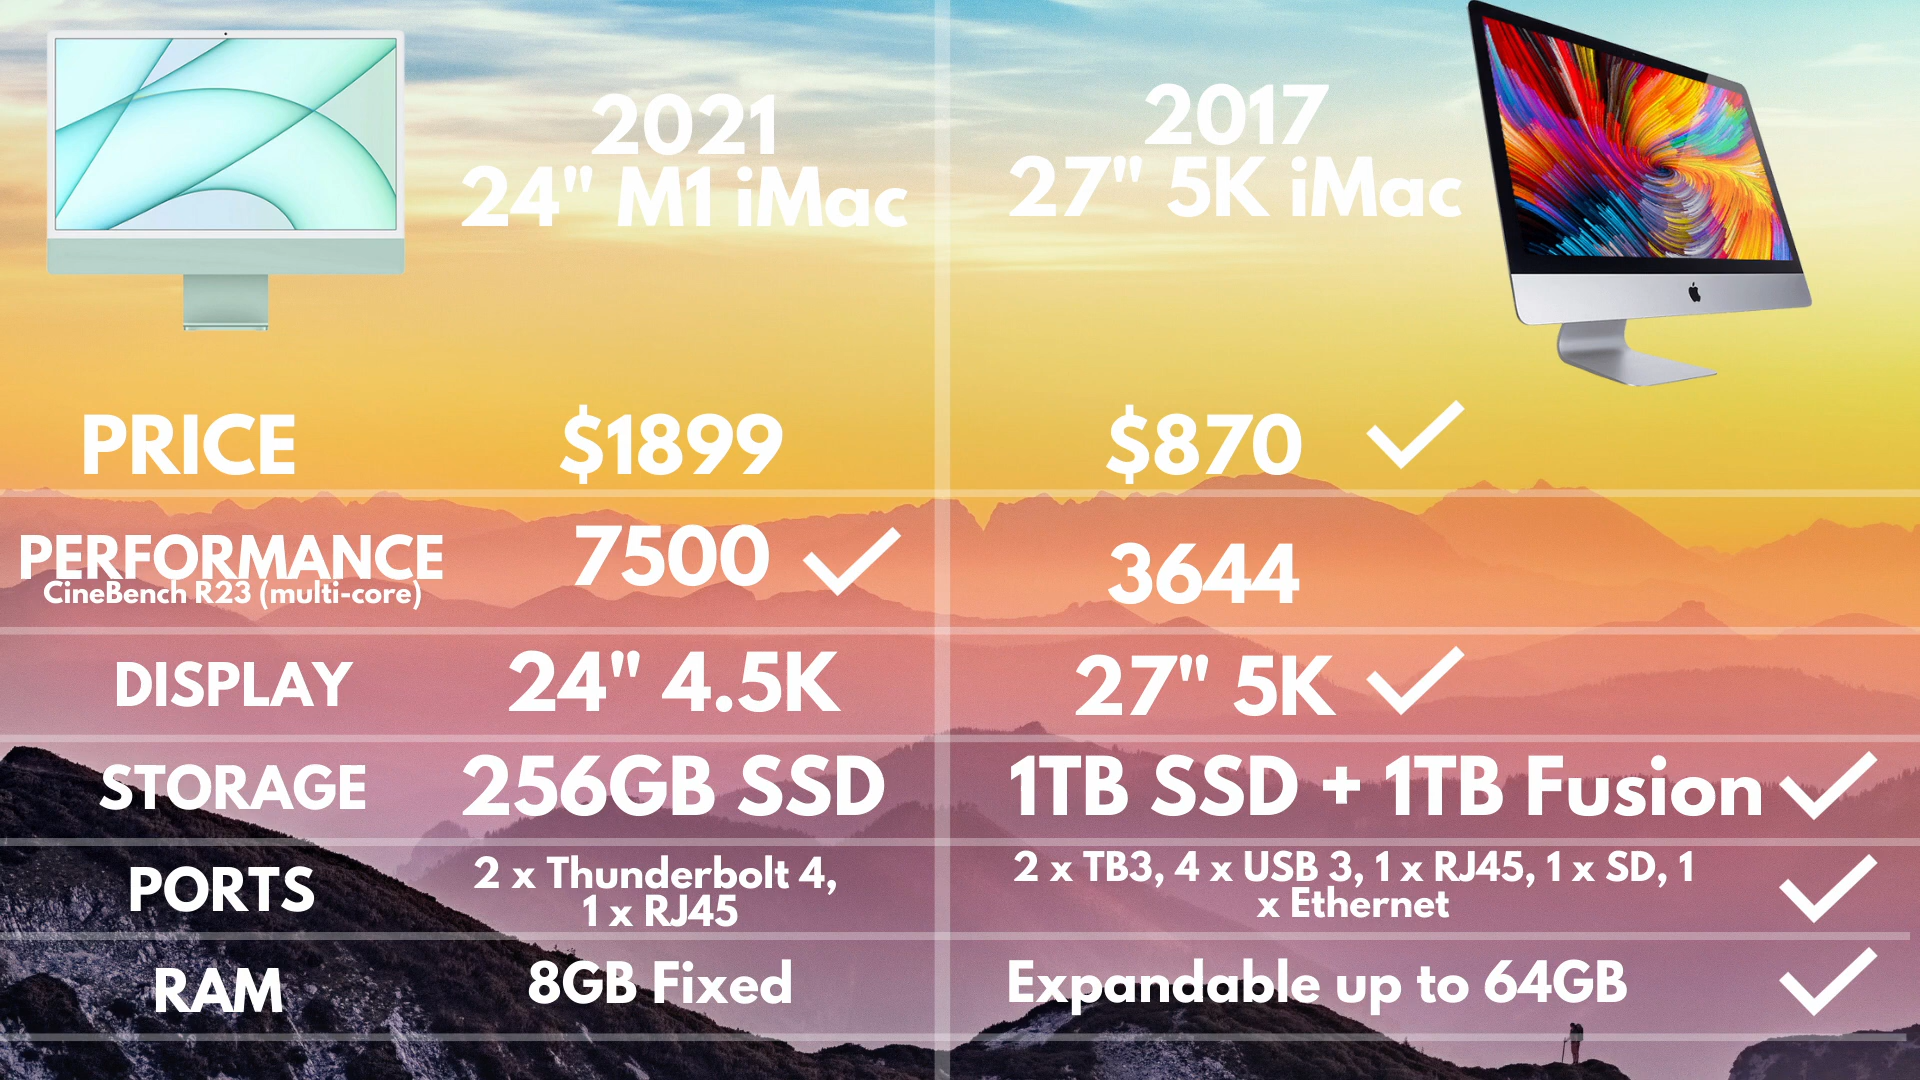 2021
24" M1 iMac
2017
27" 5K iMac
PRICE
$1899
$870
PERFORMANCE
CineBench R23 (multi-core)
7500
3644
DISPLAY
24" 4.5K
27" 5K
STORAGE
256GB SSD
1TB SSD + 1TB Fusion
PORTS
2 x Thunderbolt 4,
1 x RJ45
2 x TB3, 4 x USB 3, 1 x RJ45, 1 x SD, 1
x Ethernet
RAM
8GB Fixed
Expandable up to 64GB